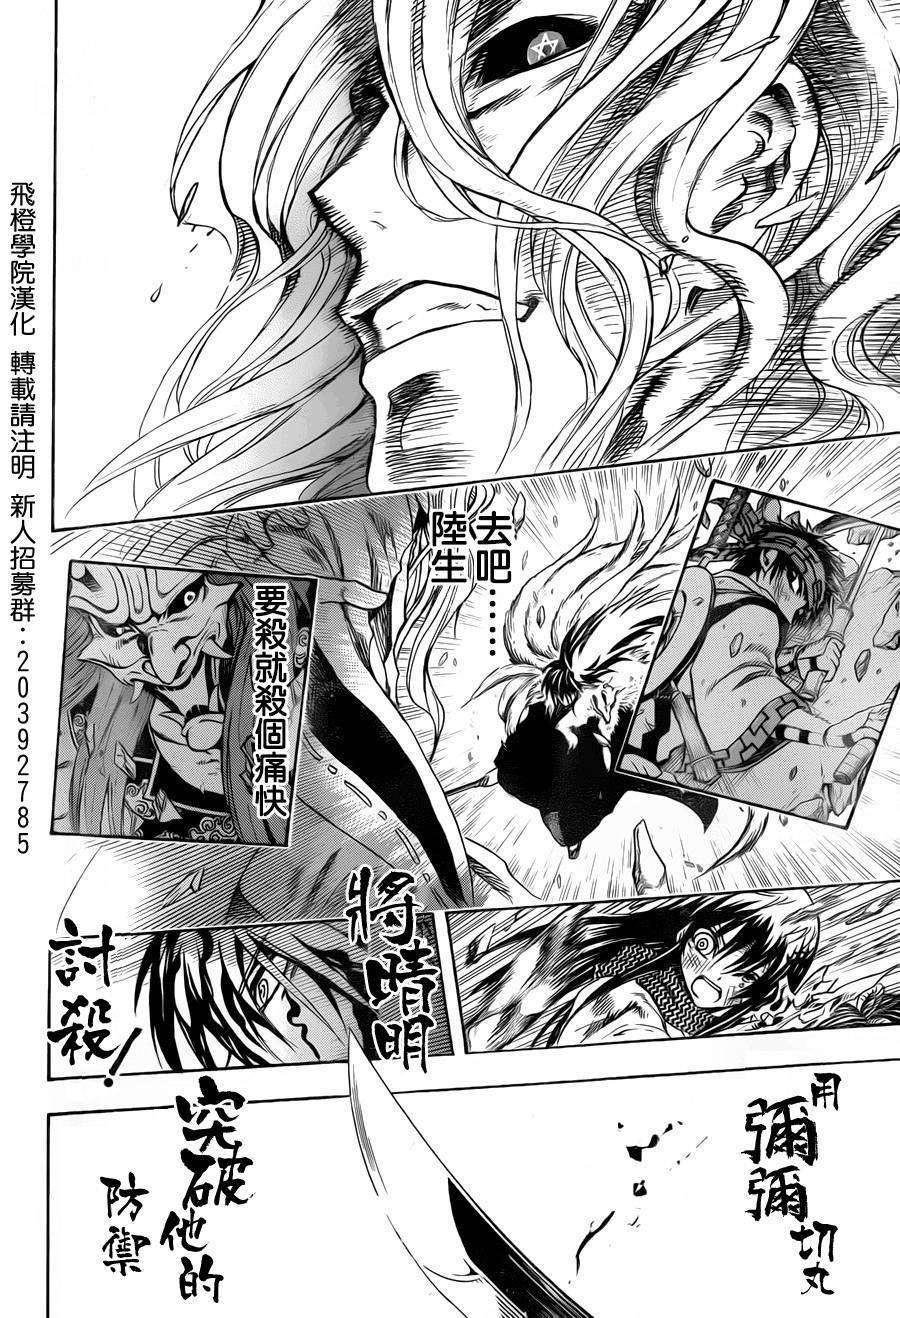 飛橙學院漢化 轉載請注明 新人招募群：20392785
去吧……
陸生
要殺就殺個痛快
將晴明
討殺！
用
彌彌
切丸
突破
他的
防禦